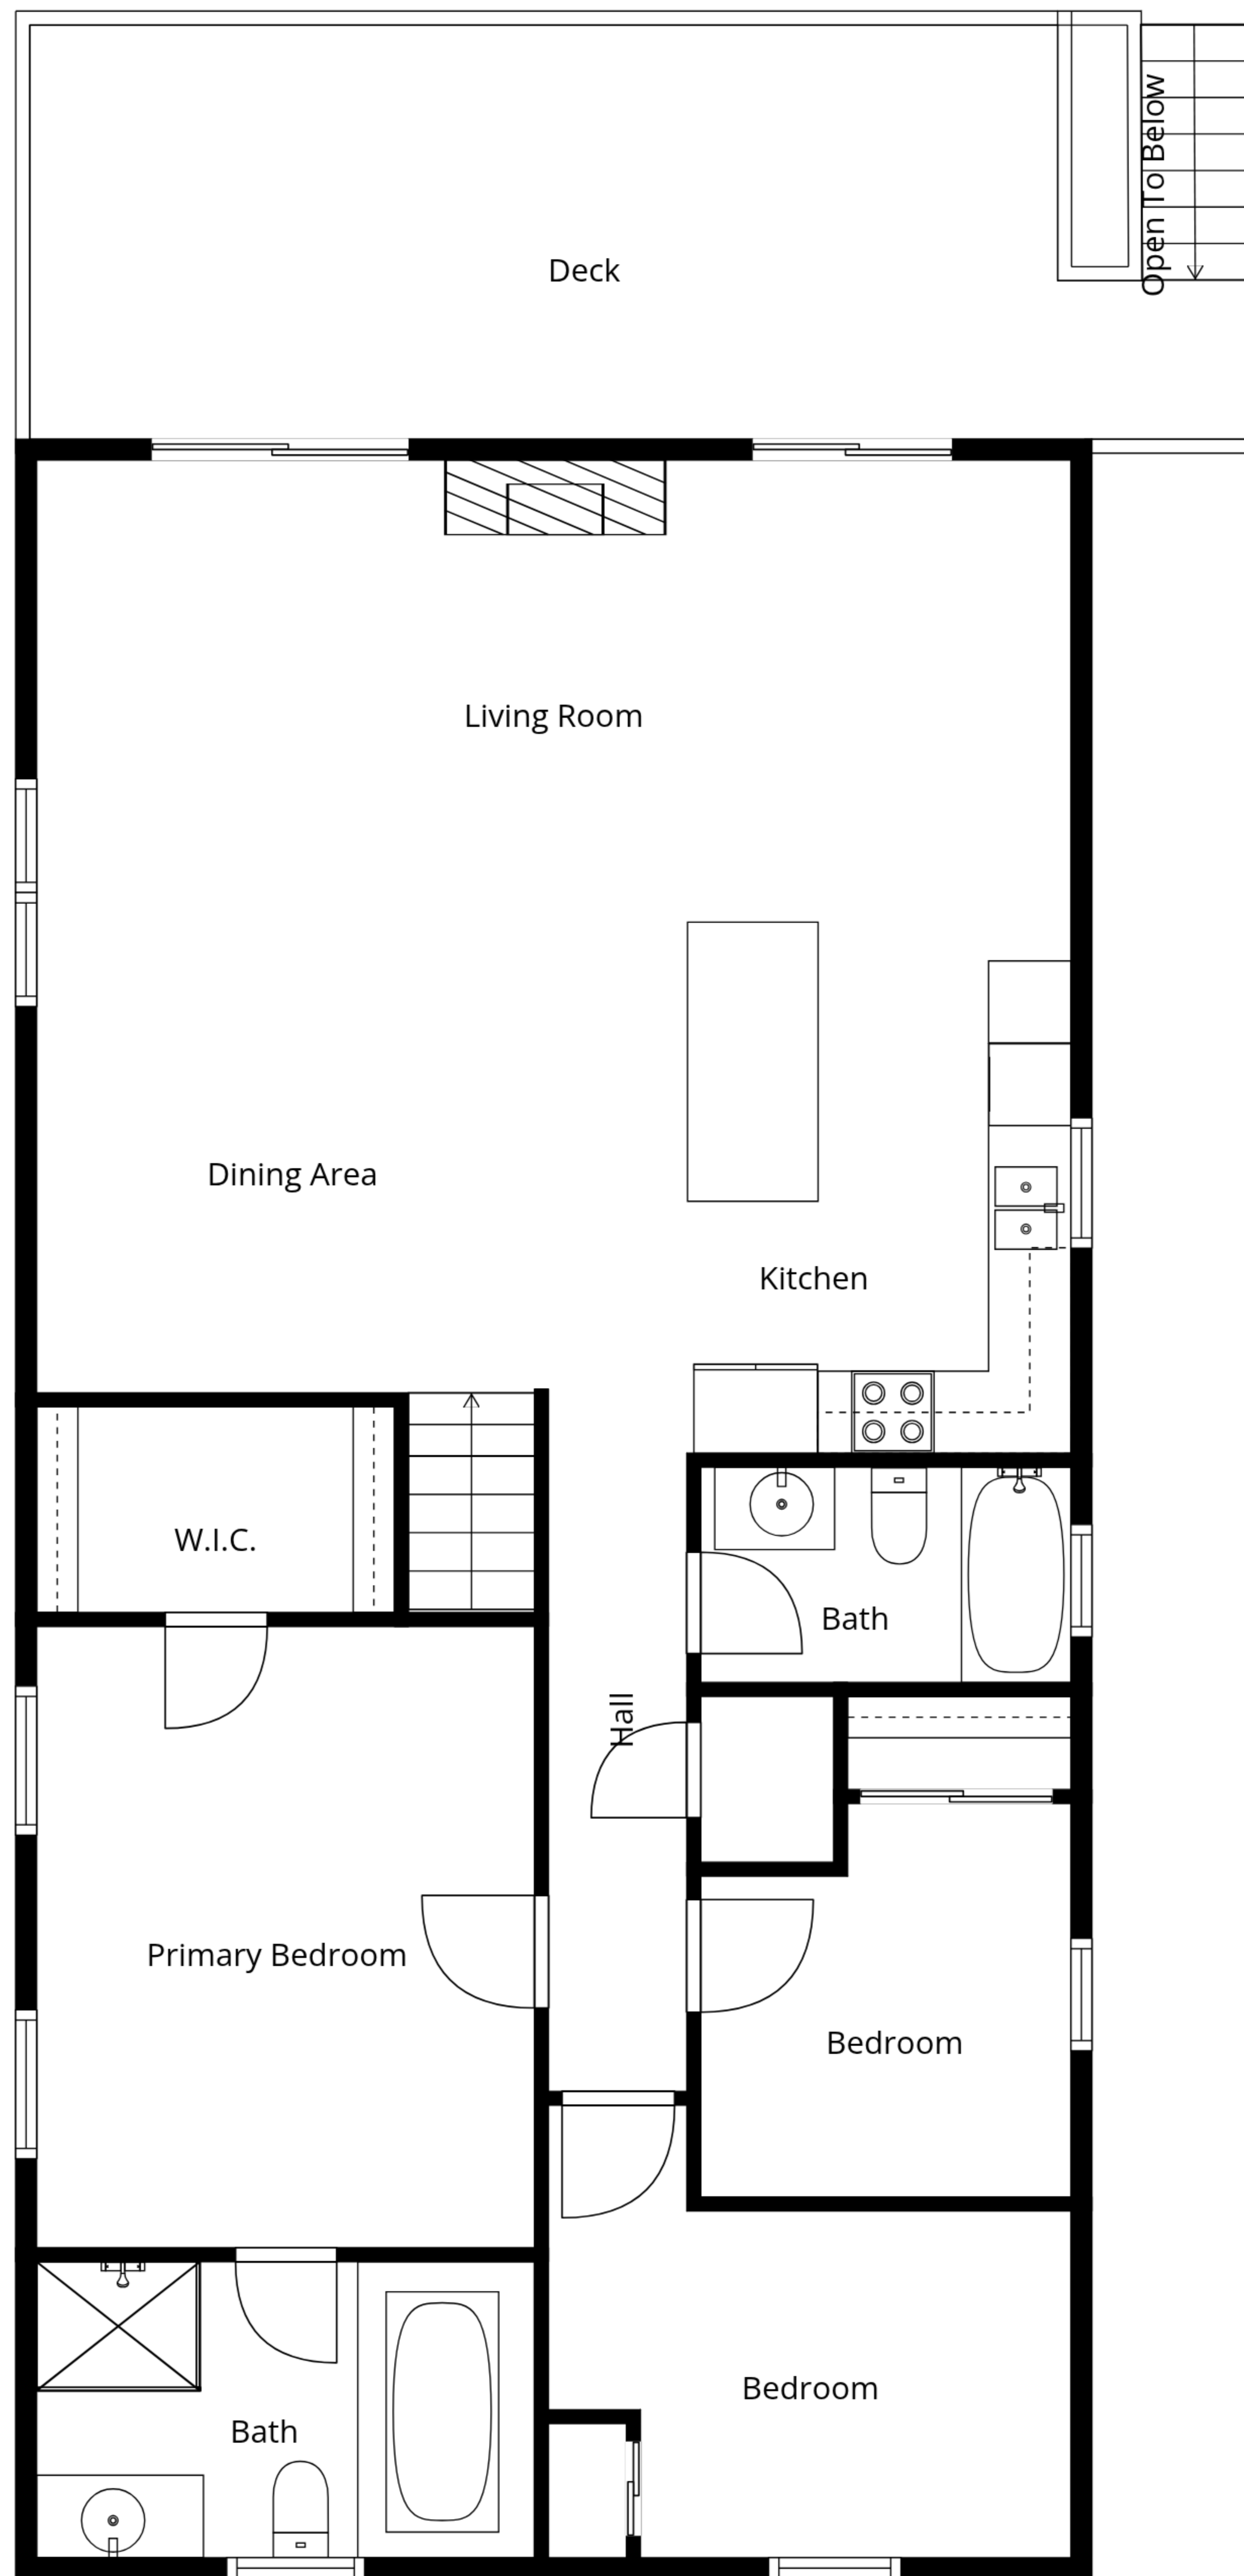 Open To Below
Deck
Living Room
Dining Area
Kitchen
W.I.C.
Bath
Hall
Primary Bedroom
Bedroom
Bedroom
Bath